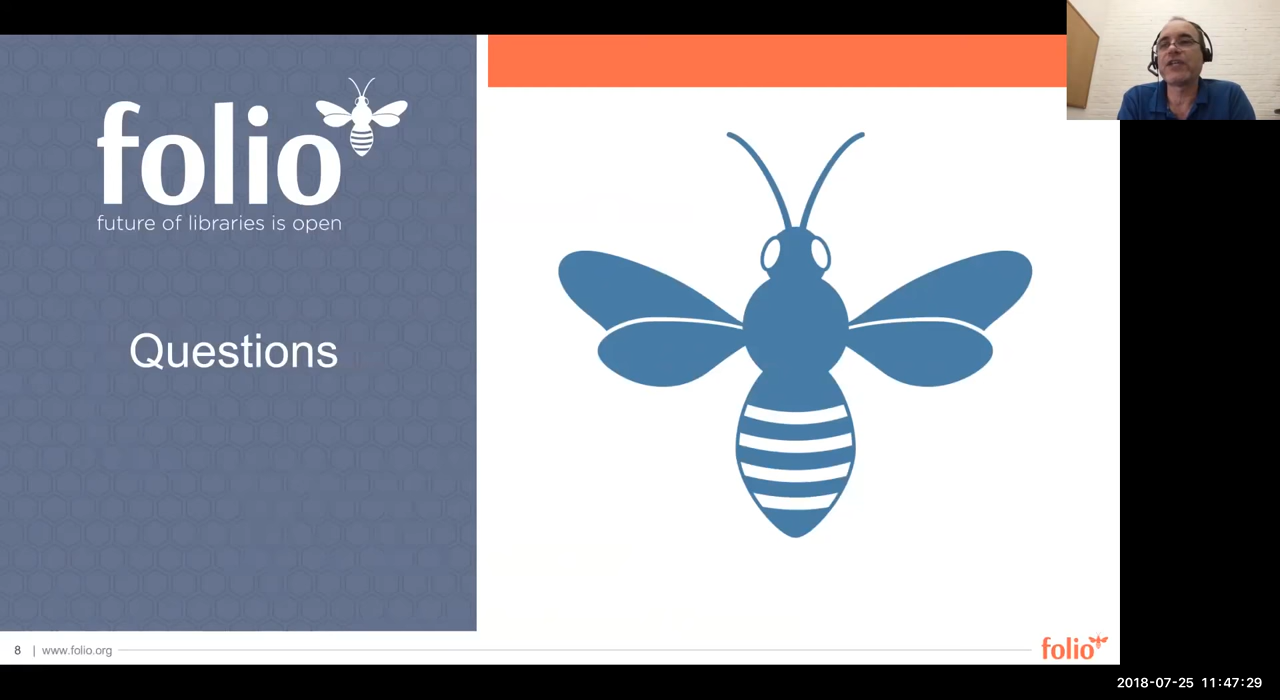 folio
future of libraries is open
Questions
8 | www.folio.org
folio
2018-07-25 11:47:29